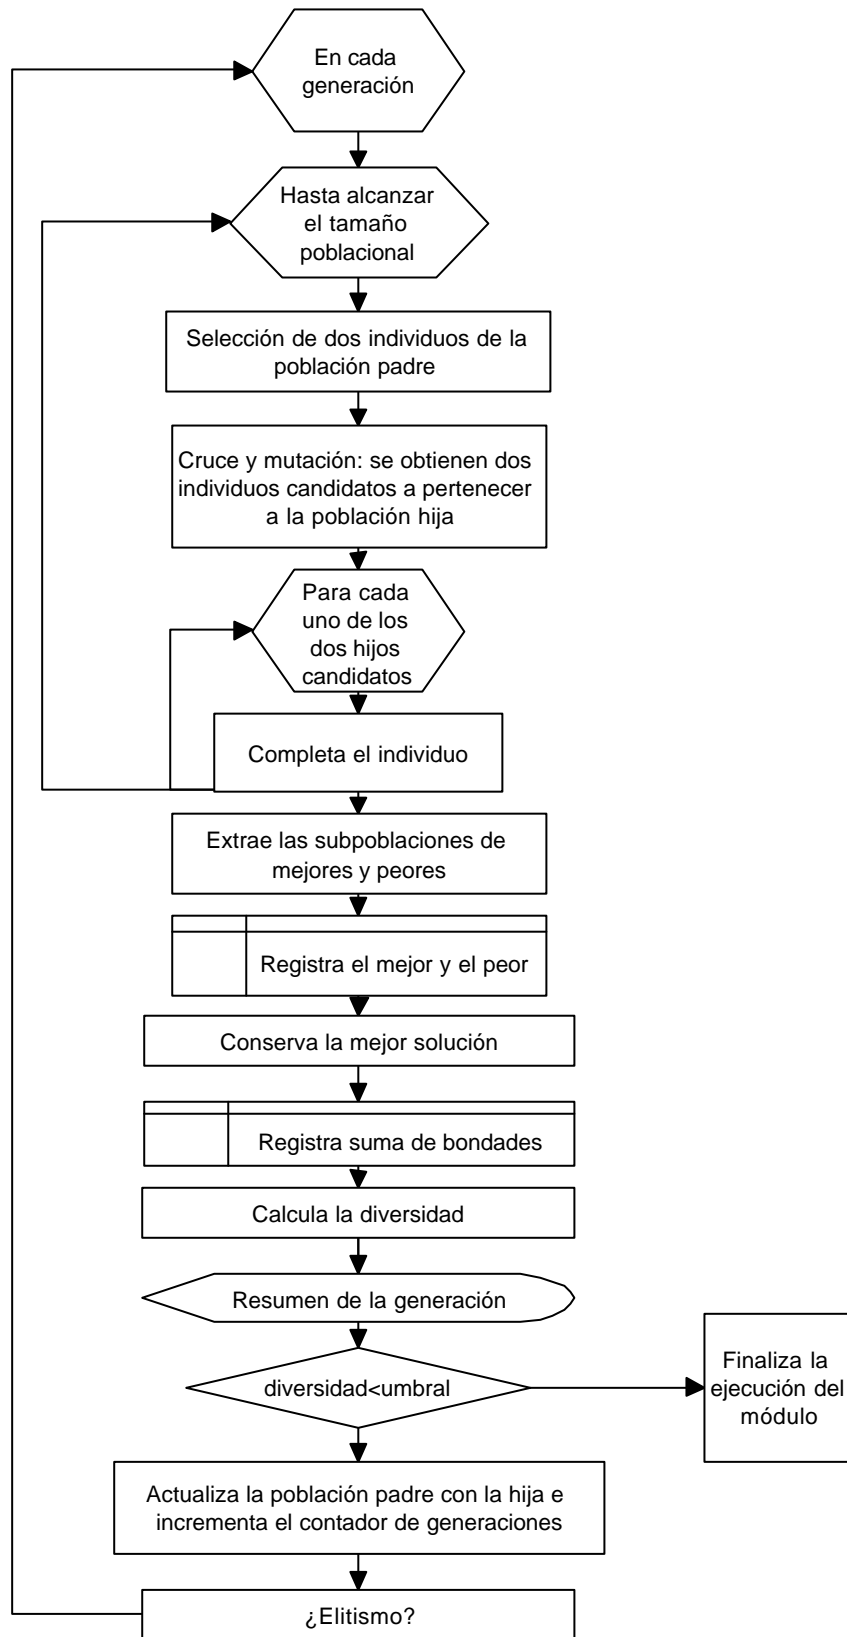 En cada
generación
Hasta alcanzar
el tamaño
poblacional
Selección de dos individuos de la
población padre
Cruce y mutación: se obtienen dos
individuos candidatos a pertenecer
a la población hija
Para cada
uno de los
dos hijos
candidatos
Completa el individuo
Extrae las subpoblaciones de
mejores y peores
Registra el mejor y el peor
Conserva la mejor solución
Registra suma de bondades
Calcula la diversidad
Resumen de la generación
diversidad<umbral
Finaliza la
ejecución del
módulo
Actualiza la población padre con la hija e
incrementa el contador de generaciones
¿Elitismo?